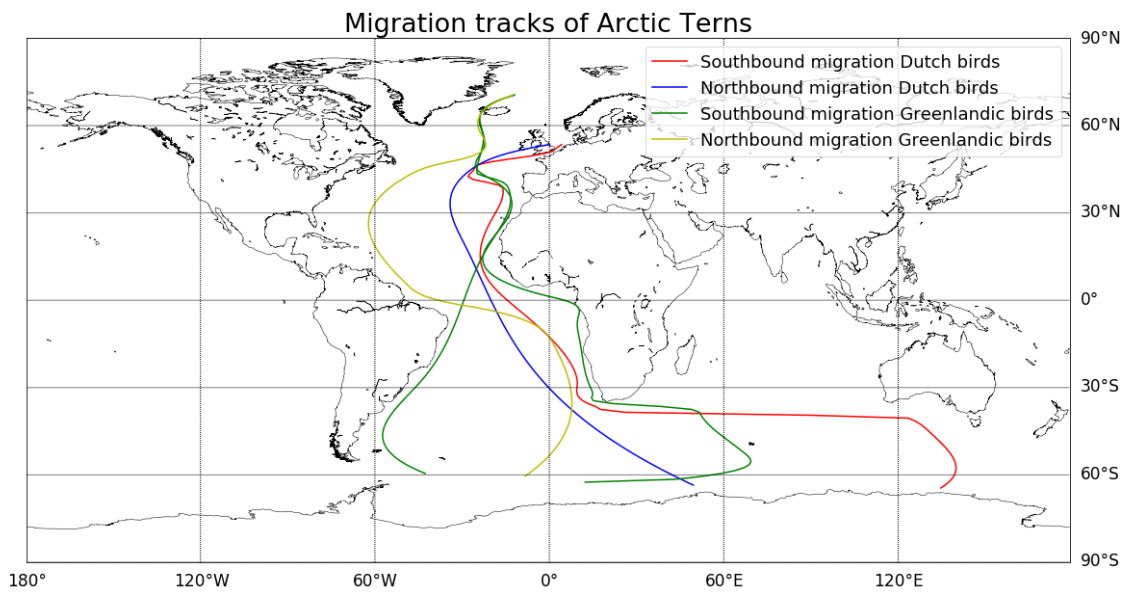 Migration tracks of Arctic Terns
90°N
Southbound migration Dutch birds
Northbound migration Dutch birds
Southbound migration Greenlandic birds
Northbound migration Greenlandic birds
60°N
30°N
0°
30°S
60°S
90°S
180° 120°W 60°W 0° 60°E 120°E